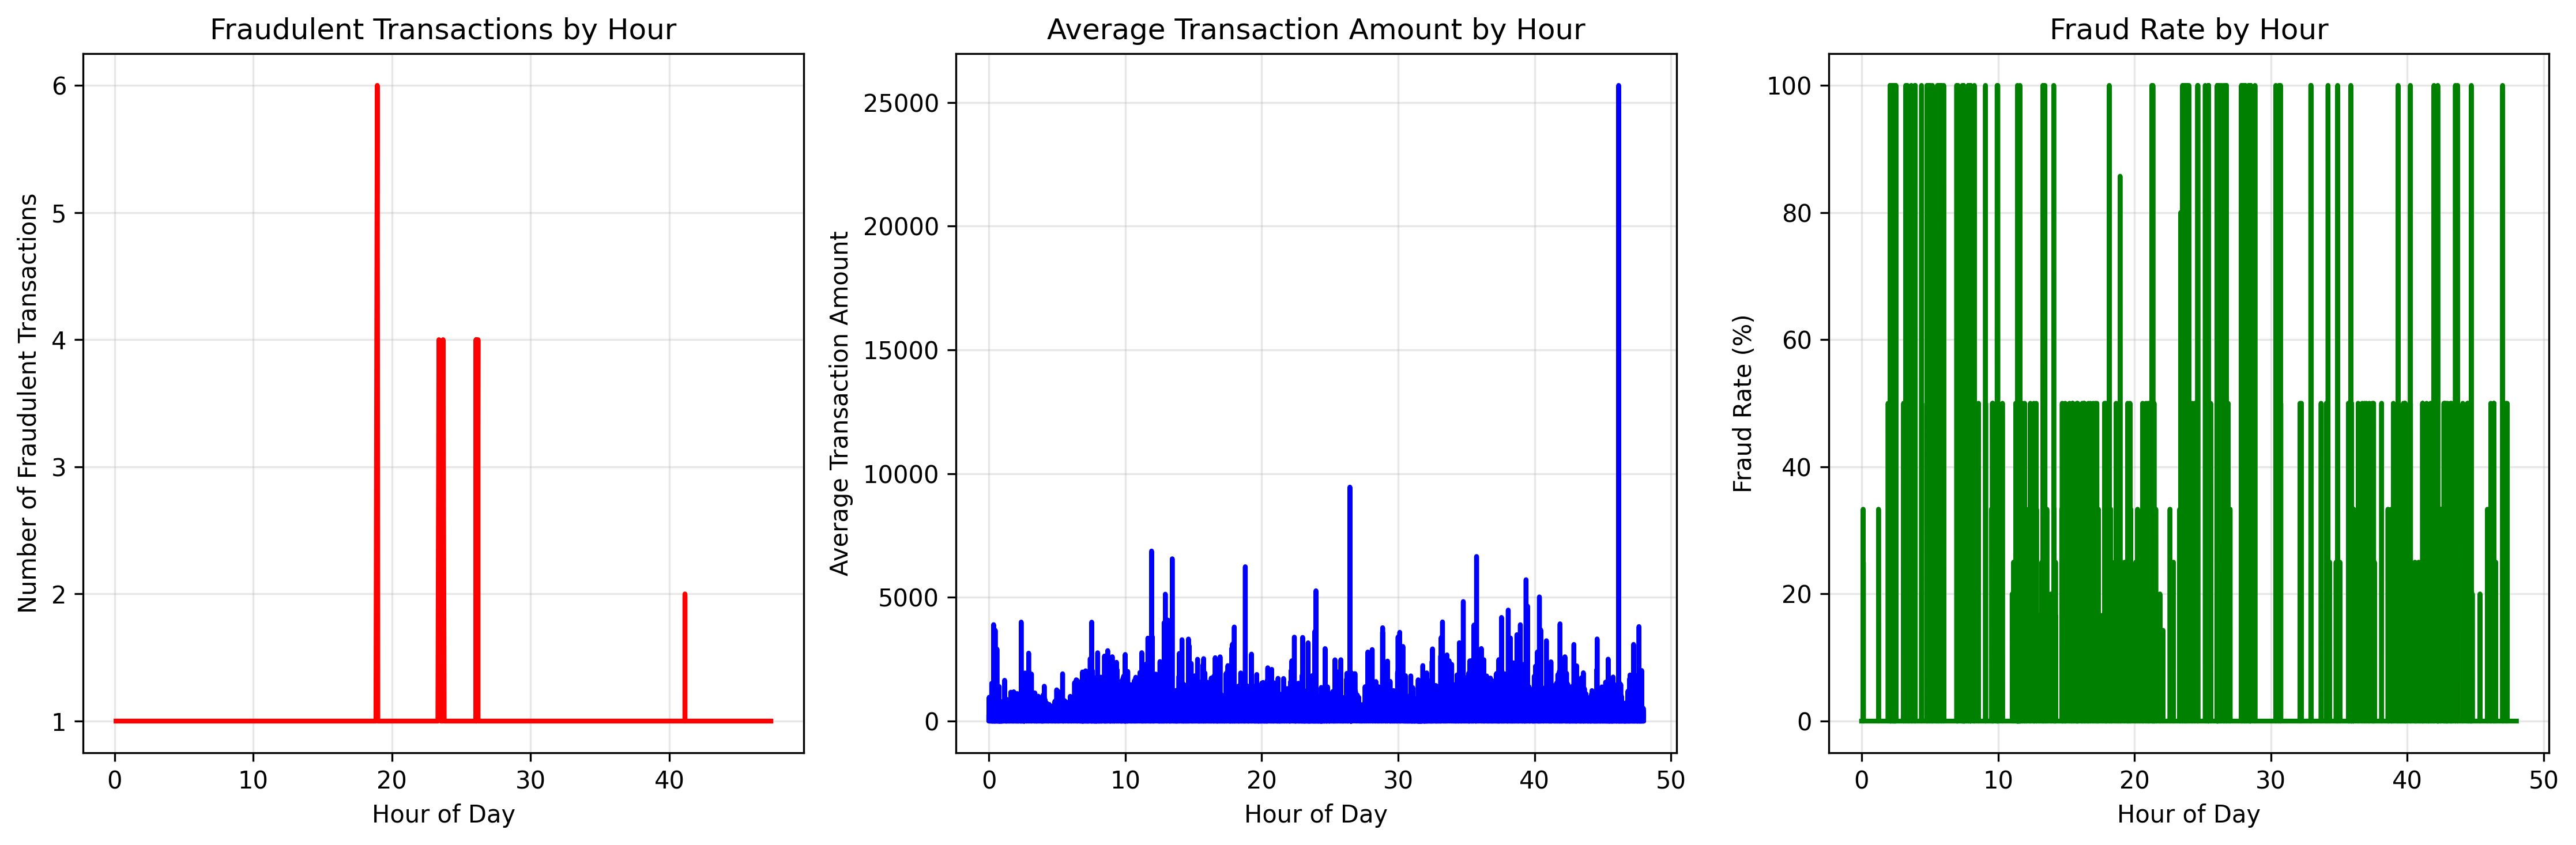 Fraudulent Transactions by Hour
Number of Fraudulent Transactions
6
5
4
3
2
1
0 10 20 30 40
Hour of Day
Average Transaction Amount by Hour
Average Transaction Amount
25000
20000
15000
10000
5000
0
0 10 20 30 40 50
Hour of Day
Fraud Rate by Hour
Fraud Rate (%)
100
80
60
40
20
0
0 10 20 30 40 50
Hour of Day